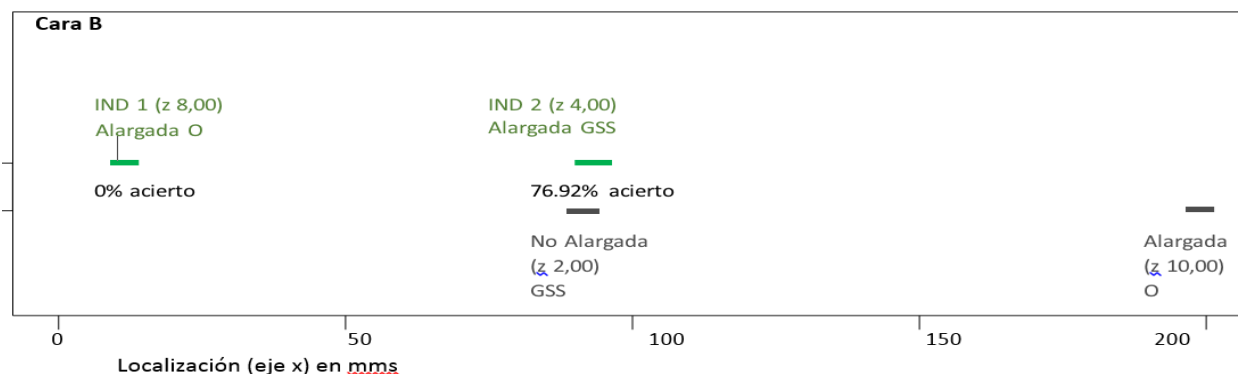 Cara B
IND 1 (z 8,00)
Alargada O
IND 2 (z 4,00)
Alargada GSS
0% acierto
76.92% acierto
No Alargada
(z 2,00)
GSS
Alargada
(z 10,00)
O
0 50 100 150 200
Localización (eje x) en mms